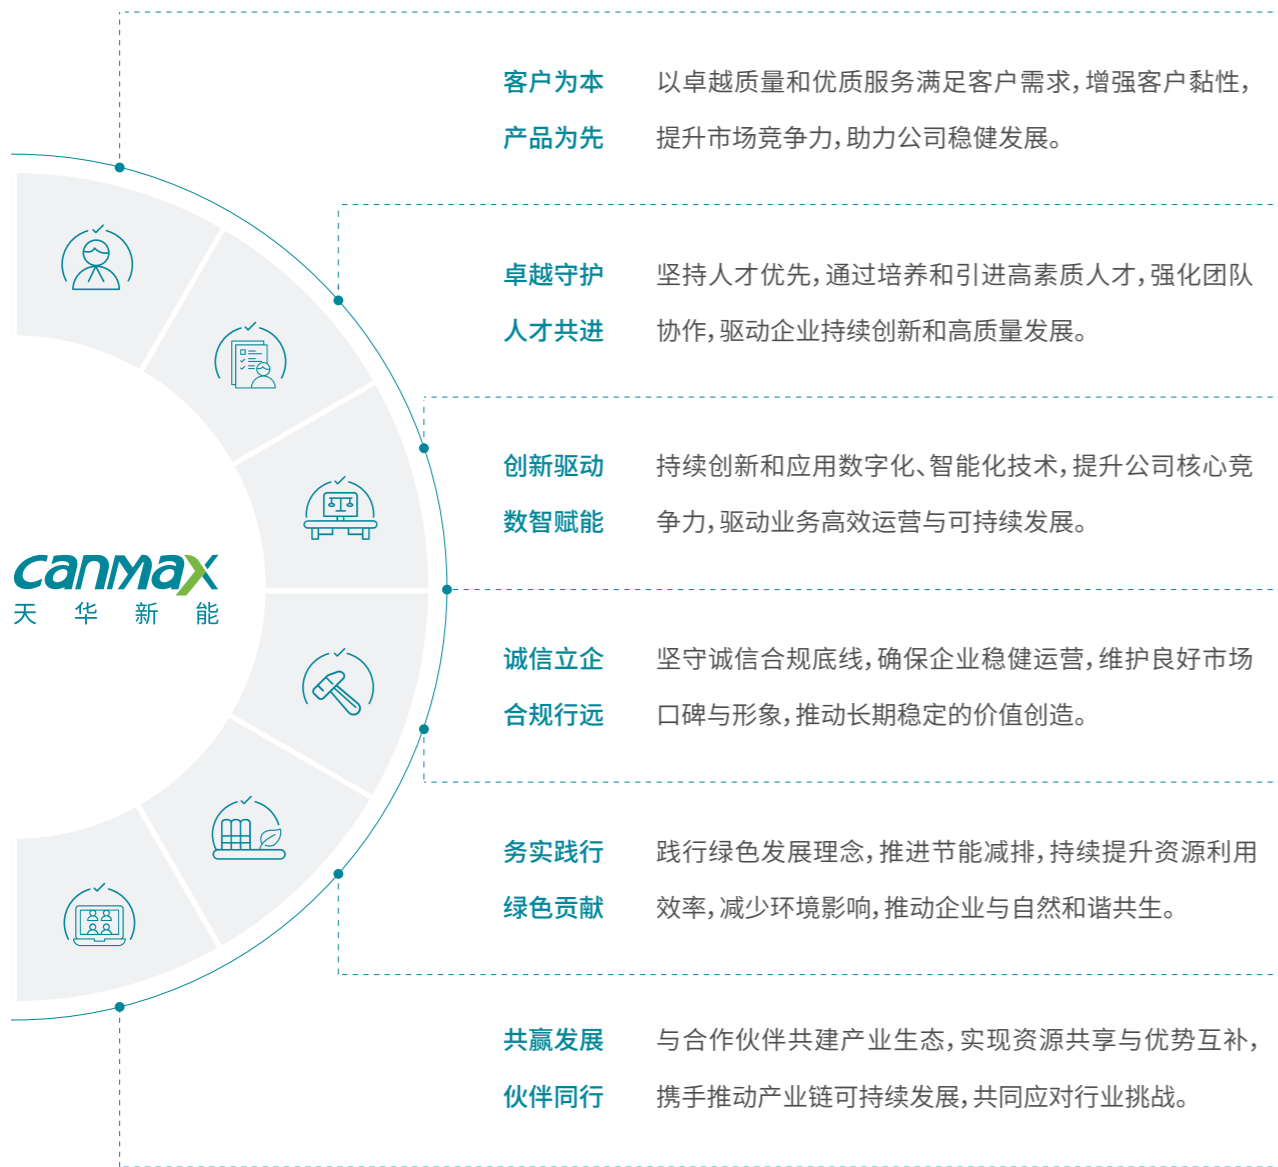 客户为本 以卓越质量和优质服务满足客户需求，增强客户黏性，
产品为先 提升市场竞争力，助力公司稳健发展。
卓越守护 坚持人才优先，通过培养和引进高素质人才，强化团队
人才共进 协作，驱动企业持续创新和高质量发展。
创新驱动 持续创新和应用数字化、智能化技术，提升公司核心竞
数智赋能 争力，驱动业务高效运营与可持续发展。
canmax
天华新能
诚信立企 坚守诚信合规底线，确保企业稳健运营，维护良好市场
合规行远 口碑与形象，推动长期稳定的价值创造。
务实践行 践行绿色发展理念，推进节能减排，持续提升资源利用
绿色贡献 效率，减少环境影响，推动企业与自然和谐共生。
共赢发展 与合作伙伴共建产业生态，实现资源共享与优势互补，
伙伴同行 携手推动产业链可持续发展，共同应对行业挑战。